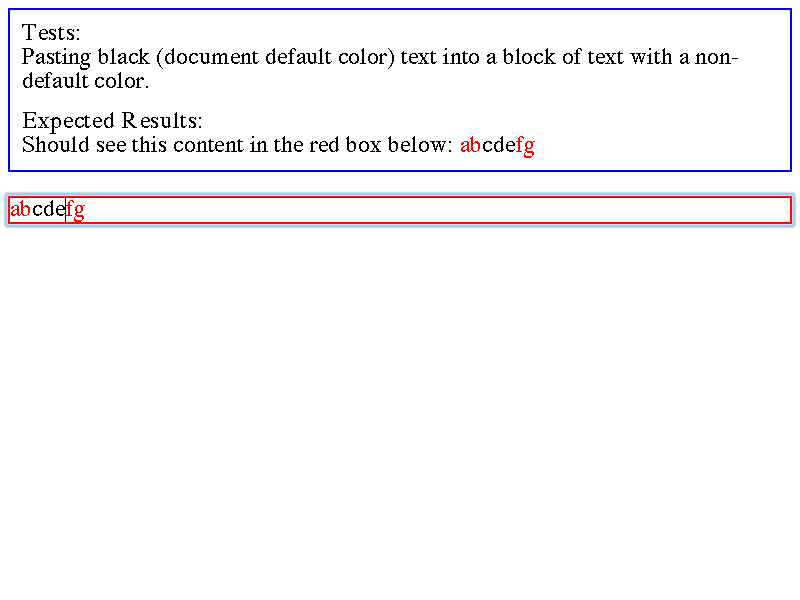 Tests:
Pasting black (document default color) text into a block of text with a non-
default color.
Expected Results:
Should see this content in the red box below: abcdefg
abcdefg